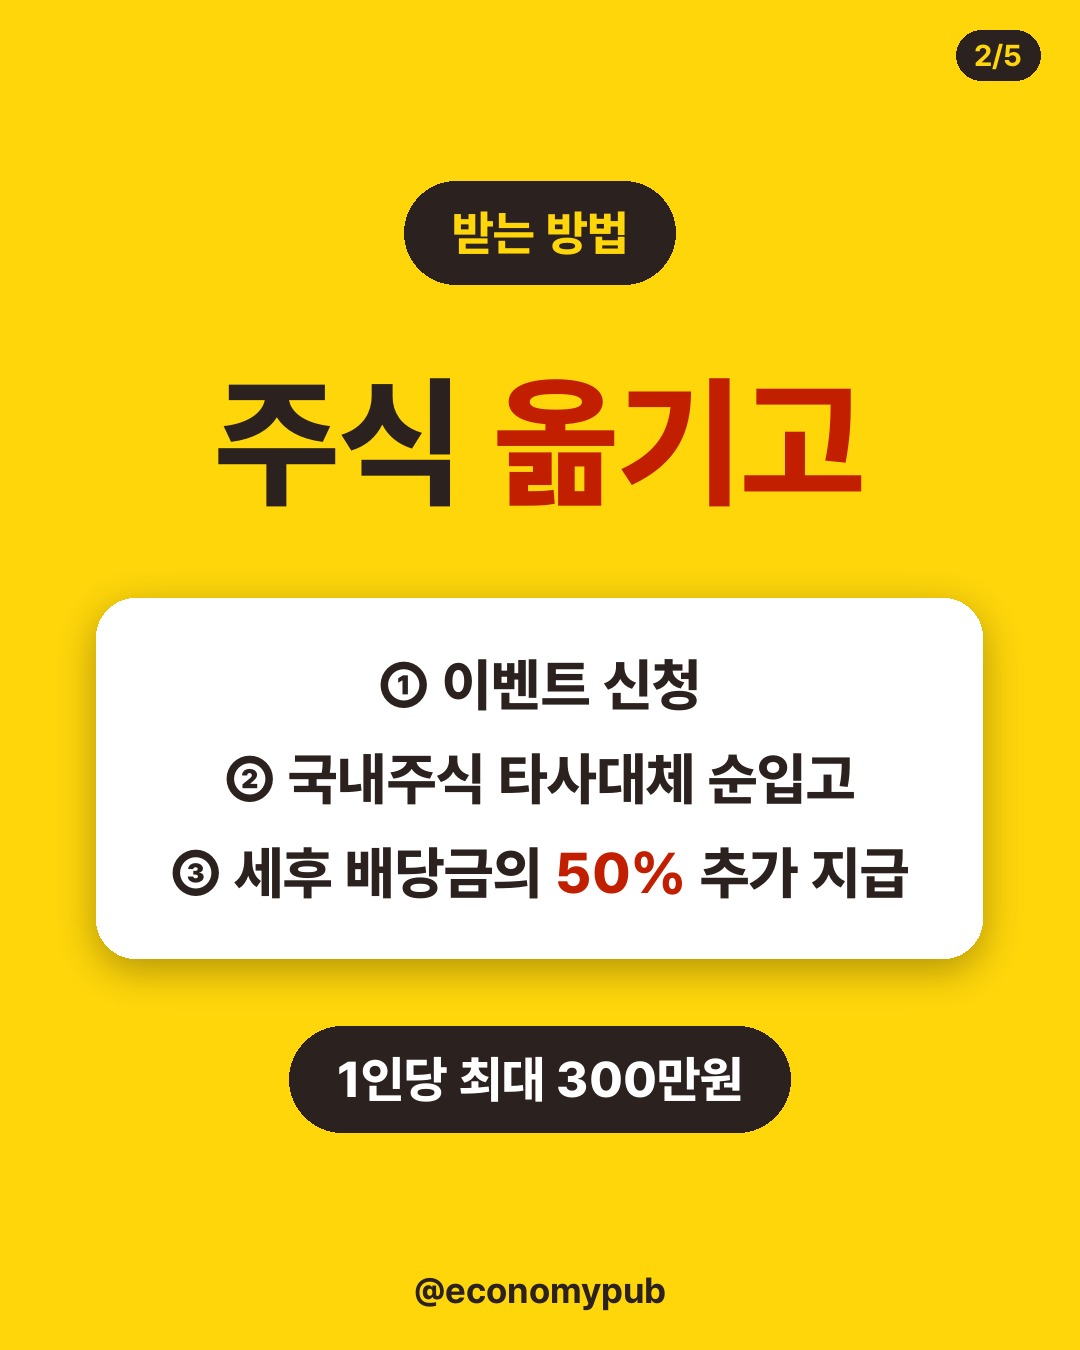 2/5
받는 방법
주식 옮기고
① 이벤트 신청
② 국내주식 타사대체 순입고
③ 세후 배당금의 50% 추가 지급
1인당 최대 300만원
@economypub